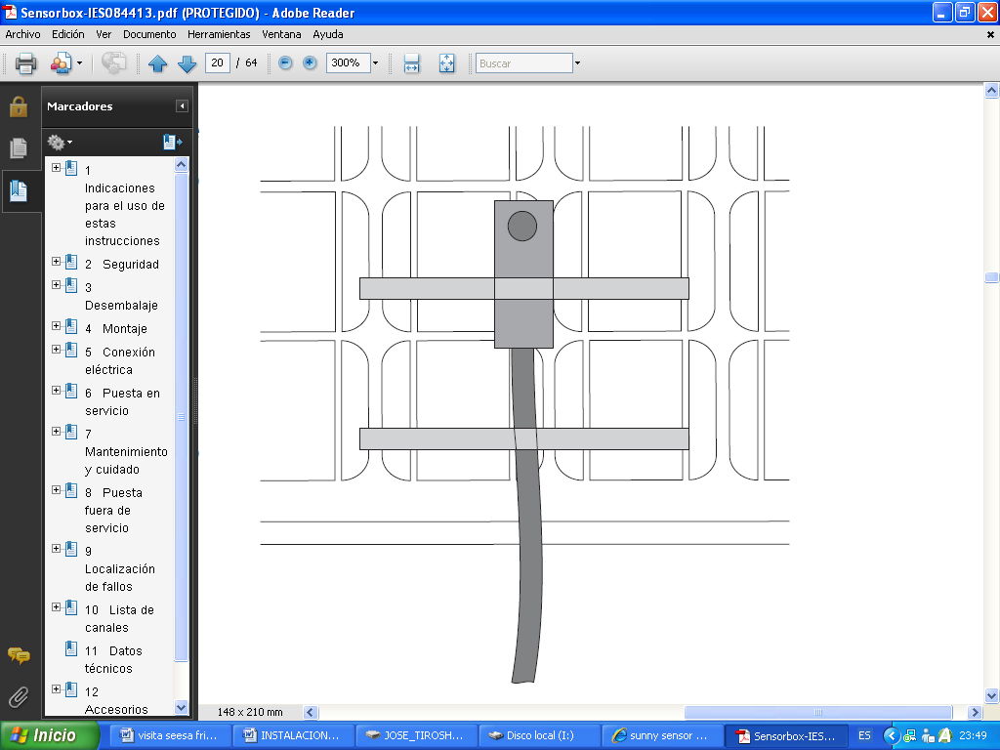 Sensorbox-IES084413.pdf (PROTEGIDO) - Adobe Reader
Archivo Edición Ver Documento Herramientas Ventana Ayuda
20 / 64 300% Buscar
Marcadores
1
Indicaciones
para el uso de
estas
instrucciones
2 Seguridad
3
Desembalaje
4 Montaje
5 Conexión
eléctrica
6 Puesta en
servicio
7
Mantenimiento
y cuidado
8 Puesta
fuera de
servicio
9
Localización
de fallos
10 Lista de
canales
11 Datos
técnicos
12
Accesorios
148 x 210 mm
Inicio visita seesa fri... INSTALACION... JOSE_TIROSH... Disco local (I:) sunny sensor ... Sensorbox-IES... ES 23:49